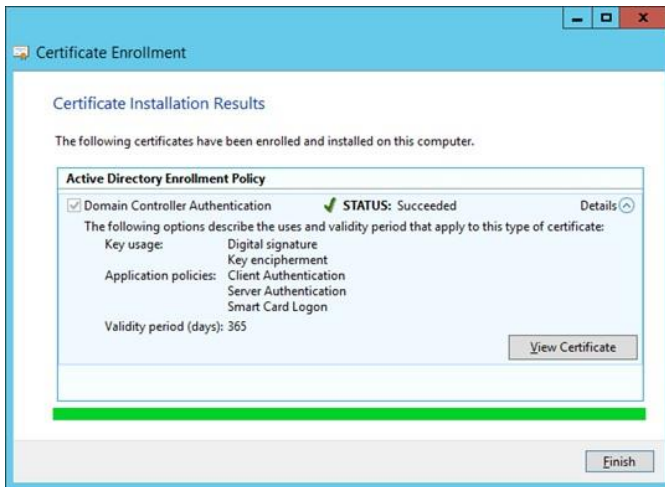 Certificate Enrollment
Certificate Installation Results
The following certificates have been enrolled and installed on this computer.
Active Directory Enrollment Policy
Domain Controller Authentication STATUS: Succeeded Details
The following options describe the uses and validity period that apply to this type of certificate:
Key usage: Digital signature
Key encipherment
Application policies: Client Authentication
Server Authentication
Smart Card Logon
Validity period (days): 365
View Certificate
Finish